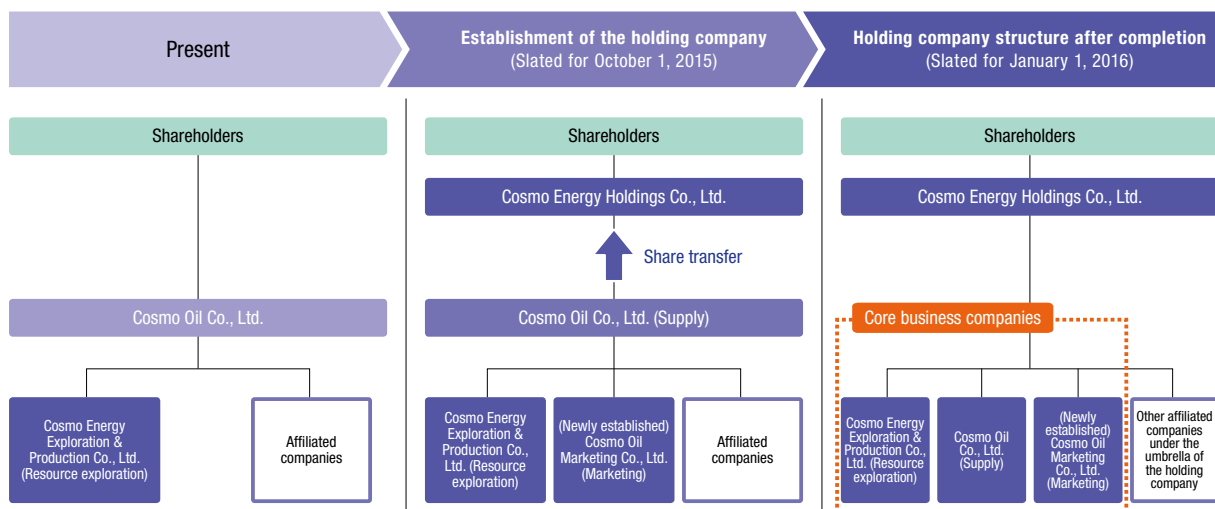 Present
Establishment of the holding company
(Slated for October 1, 2015)
Holding company structure after completion
(Slated for January 1, 2016)
Shareholders
Cosmo Oil Co., Ltd.
Cosmo Energy
Exploration &
Production Co., Ltd.
(Resource exploration)
Affiliated
companies
Shareholders
Cosmo Energy Holdings Co., Ltd.
Share transfer
Cosmo Oil Co., Ltd. (Supply)
Cosmo Energy
Exploration &
Production Co.,
Ltd. (Resource
exploration)
(Newly established)
Cosmo Oil
Marketing Co., Ltd.
(Marketing)
Affiliated
companies
Shareholders
Cosmo Energy Holdings Co., Ltd.
Core business companies
Cosmo Energy
Exploration &
Production Co.,
Ltd. (Resource
exploration)
Cosmo Oil
Co., Ltd.
(Supply)
(Newly
established)
Cosmo Oil
Marketing
Co., Ltd.
(Marketing)
Other affiliated
companies
under the
umbrella of
the holding
company